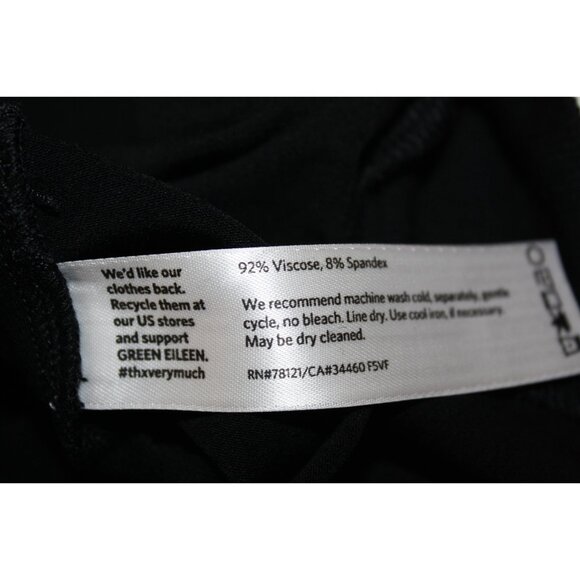 We'd like our
clothes back.
Recycle them at
our US stores
and support
GREEN EILEEN.
#thxverymuch
92% Viscose, 8% Spandex
We recommend machine wash cold, separately, gentle
cycle, no bleach. Line dry. Use cool iron, if necessary.
May be dry cleaned.
RN#78121/CA#34460 F5VF